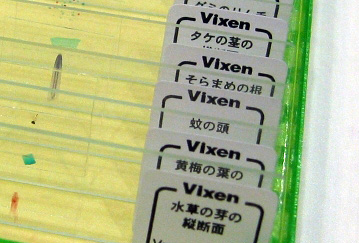 Vixen
タケの茎の
Vixen
そらまめの根
Vixen
蚊の頭
Vixen
黄梅の葉の
Vixen
水草の芽の
縦断面